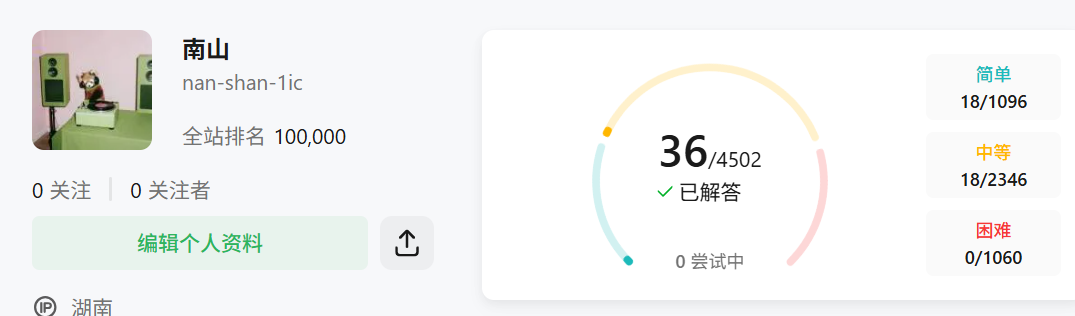 南山
nan-shan-1ic
全站排名 100,000
0 关注 0 关注者
编辑个人资料
IP 湖南
36/4502
已解答
0 尝试中
简单
18/1096
中等
18/2346
困难
0/1060